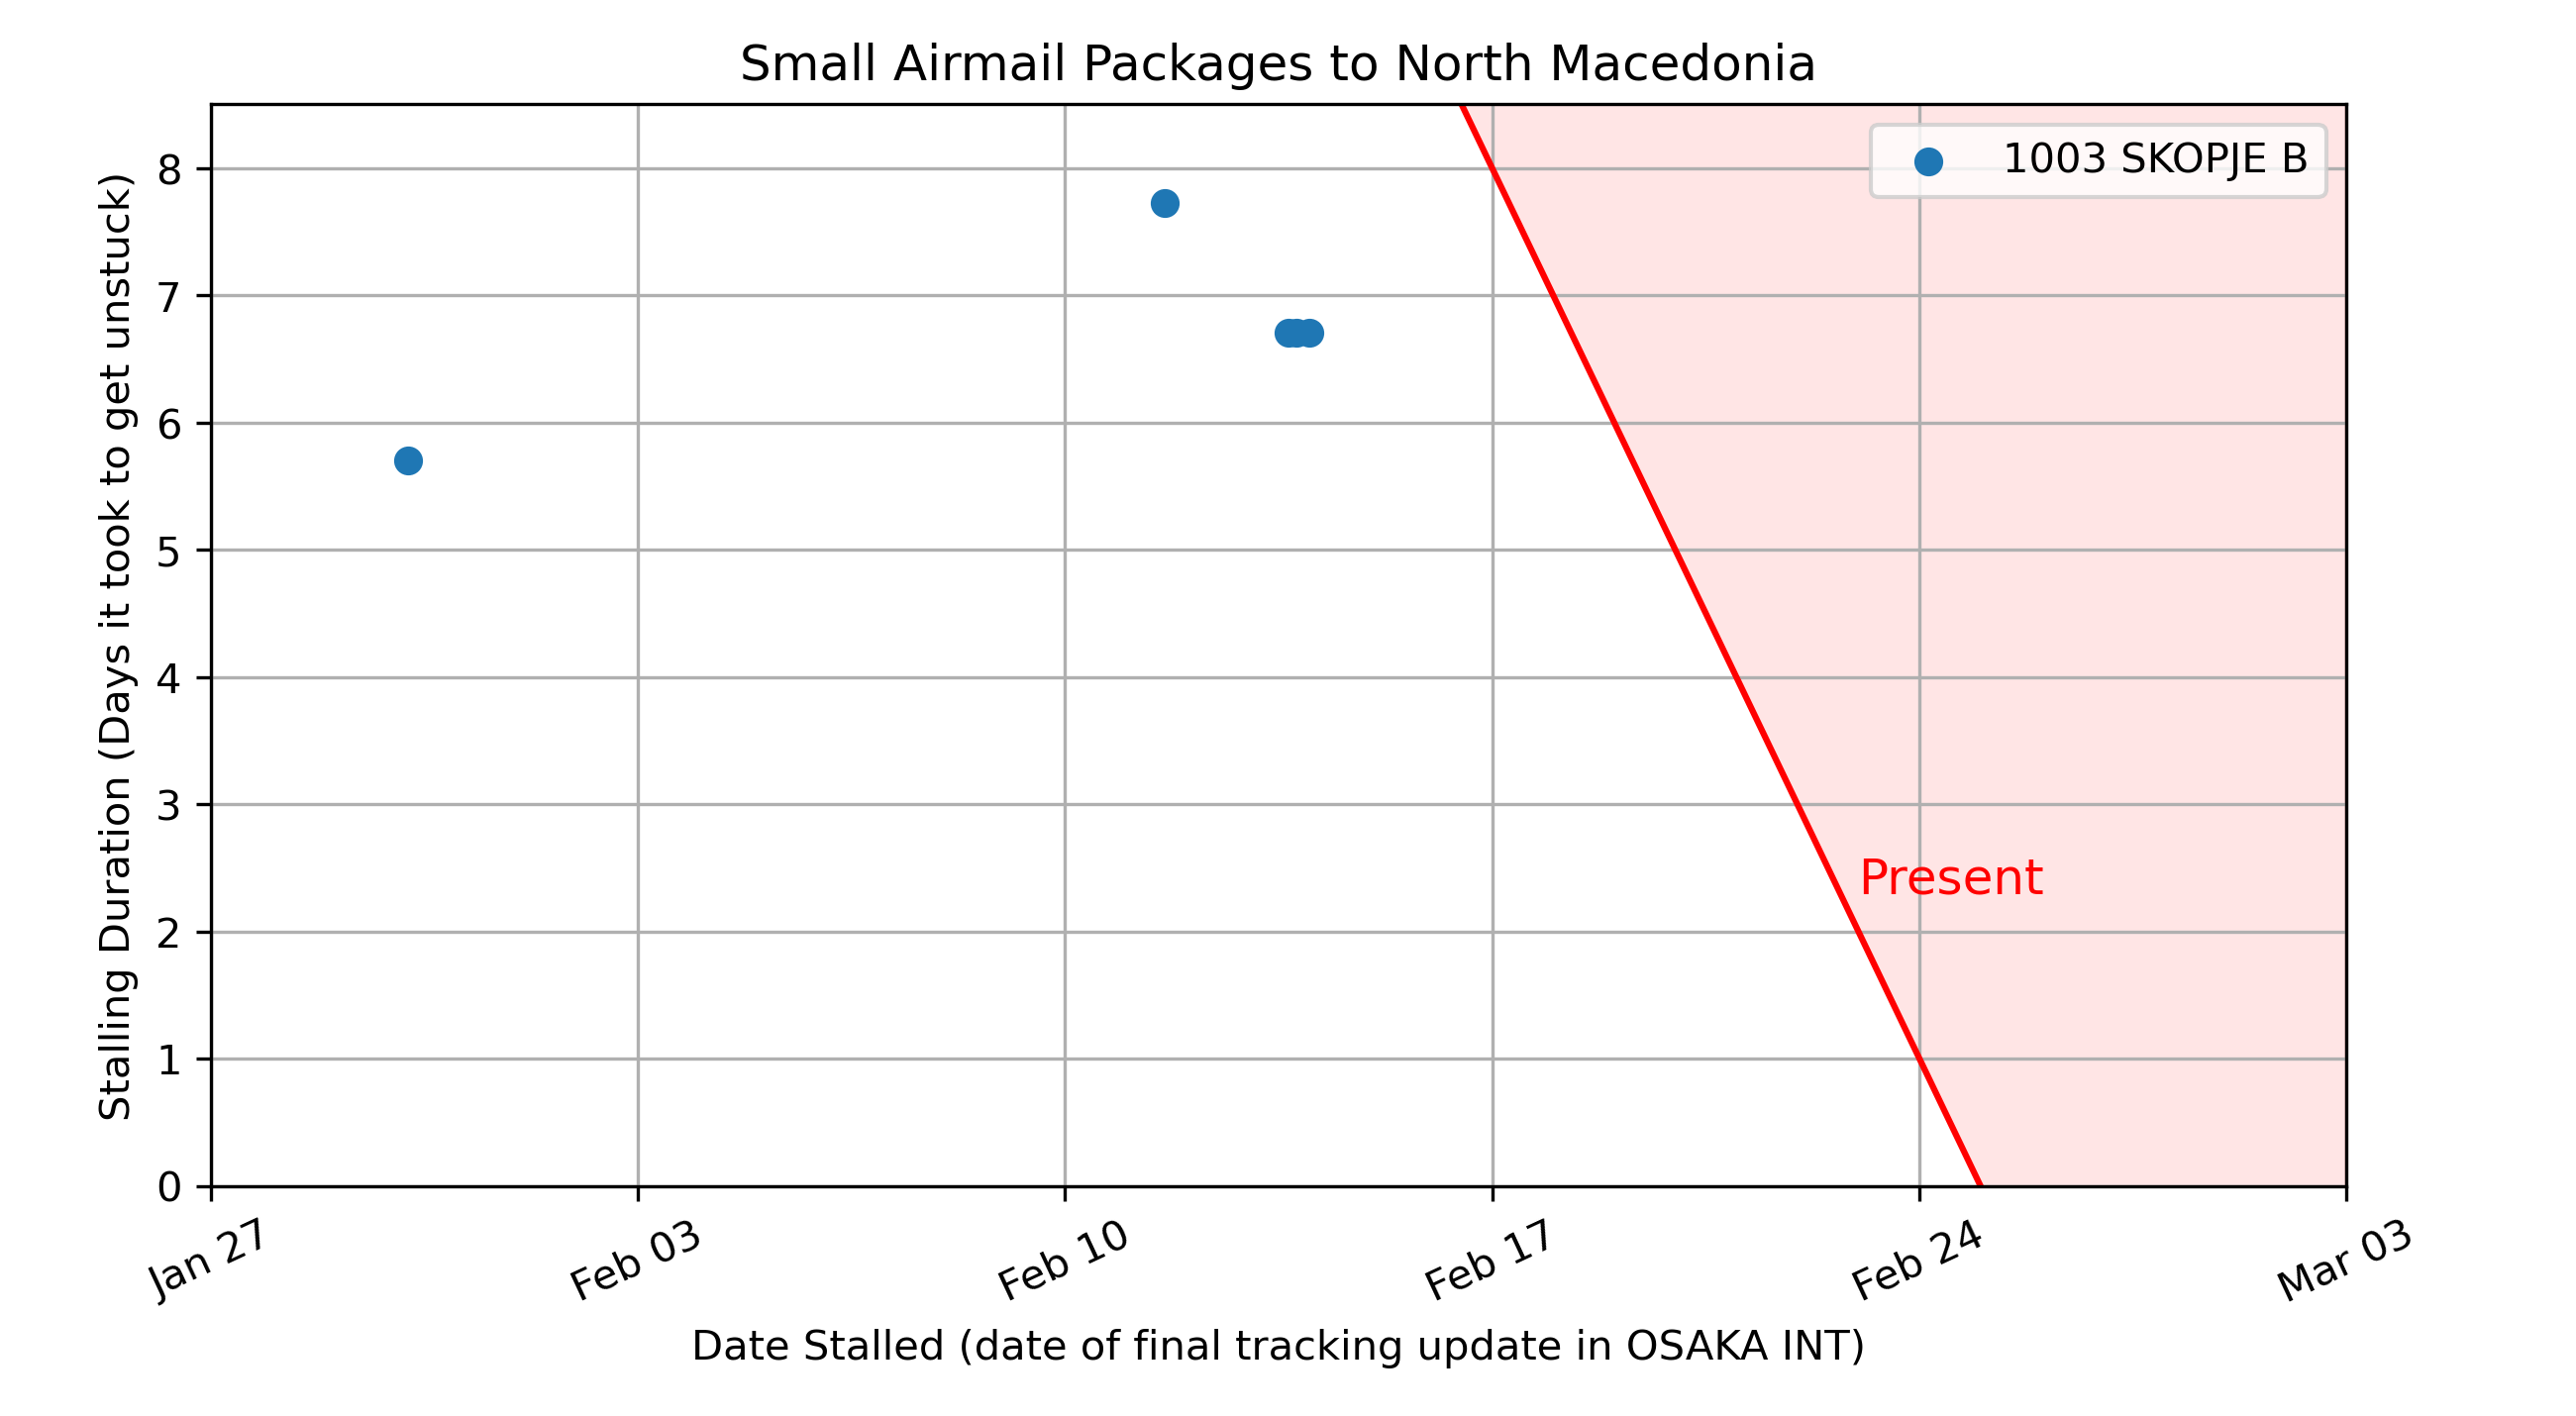 Small Airmail Packages to North Macedonia
1003 SKOPJE B
Stalling Duration (Days it took to get unstuck)
8
7
6
5
4
3
2
1
0
Present
Jan 27
Feb 03
Feb 10
Feb 17
Feb 24
Mar 03
Date Stalled (date of final tracking update in OSAKA INT)